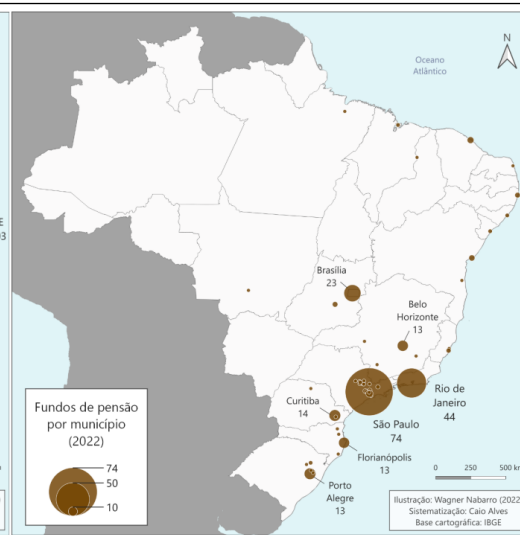 Oceano
Atlântico
N
Brasília
23
Belo
Horizonte
13
Rio de
Janeiro
44
São Paulo
74
Curitiba
14
Florianópolis
13
Porto
Alegre
13
Fundos de pensão
por município
(2022)
74
50
10
0 250 500 km
Ilustração: Wagner Nabarro (2022)
Sistematização: Caio Alves
Base cartográfica: IBGE